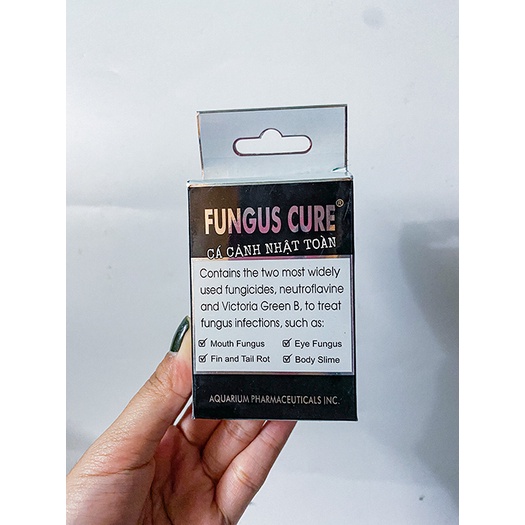 FUNGUS CURE®
CÁ CẢNH NHẬT TOÀN
Contains the two most widely
used fungicides, neutroflavine
and Victoria Green B, to treat
fungus infections, such as:
Mouth Fungus Eye Fungus
Fin and Tail Rot Body Slime
AQUARIUM PHARMACEUTICALS INC.